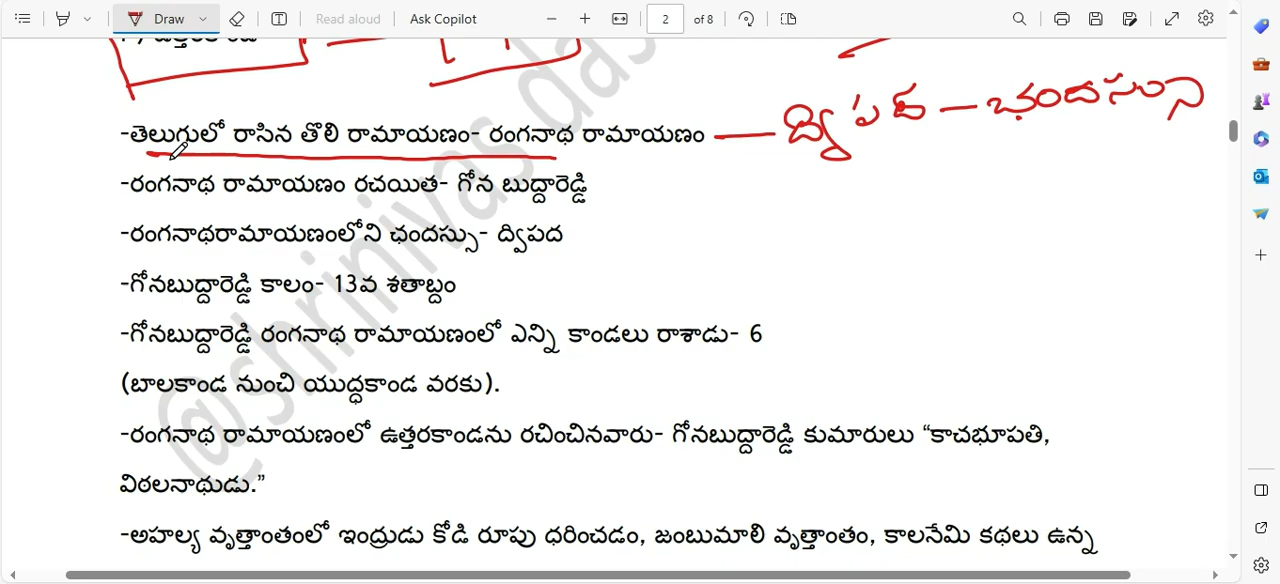 Draw
Read aloud
Ask Copilot
2
of 8
-తెలుగులో రాసిన తొలి రామాయణం- రంగనాథ రామాయణం — ద్విపద —
-రంగనాథ రామాయణం రచయిత- గోన బుద్దారెడ్డి
-రంగనాథరామాయణంలోని ఛందస్సు- ద్విపద
-గోనబుద్దారెడ్డి కాలం- 13వ శతాబ్దం
-గోనబుద్దారెడ్డి రంగనాథ రామాయణంలో ఎన్ని కాండలు రాశాడు- 6
(బాలకాండ నుంచి యుద్ధకాండ వరకు).
-రంగనాథ రామాయణంలో ఉత్తరకాండను రచించినవారు- గోనబుద్దారెడ్డి కుమారులు “కాచభూపతి,
విఠలనాథుడు.”
-అహల్య వృత్తాంతంలో ఇంద్రుడు కోడి రూపు ధరించడం, జంబుమాలి వృత్తాంతం, కాలనేమి కథలు ఉన్న
@shrinivas das